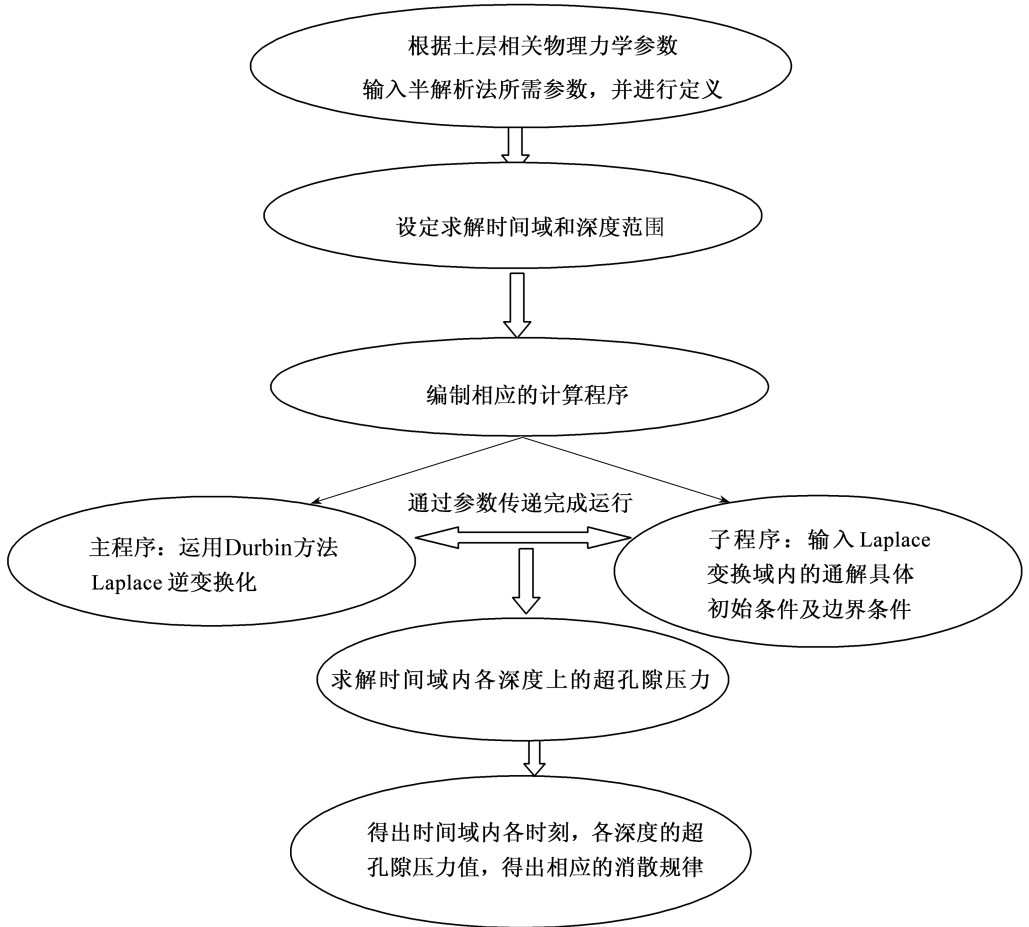 根据土层相关物理力学参数
输入半解析法所需参数，并进行定义
设定求解时间域和深度范围
编制相应的计算程序
通过参数传递完成运行
主程序：运用Durbin方法
Laplace 逆变换化
子程序：输入 Laplace
变换域内的通解具体
初始条件及边界条件
求解时间域内各深度上的超孔隙压力
得出时间域内各时刻，各深度的超
孔隙压力值，得出相应的消散规律